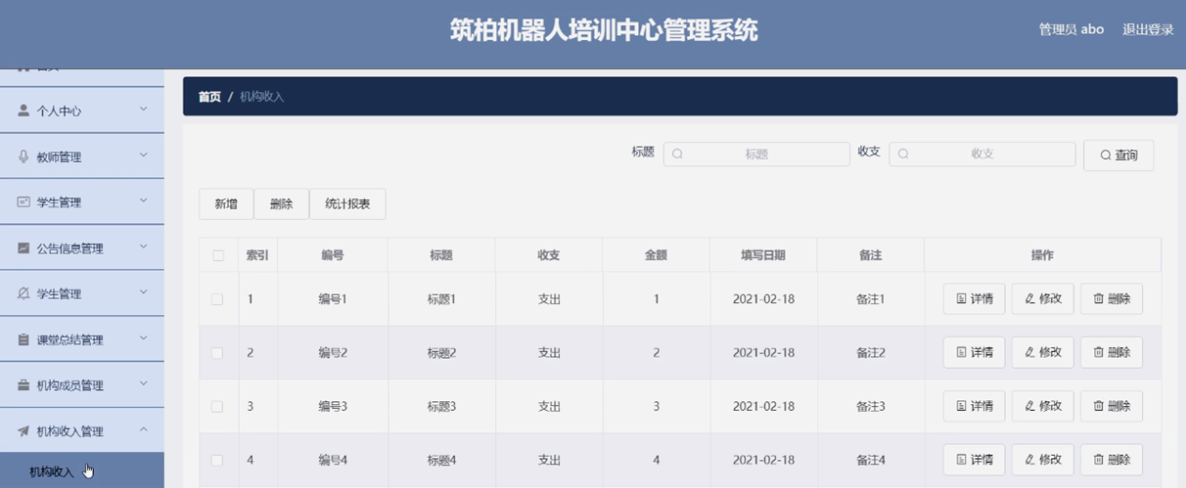 筑柏机器人培训中心管理系统
管理员 abo 退出登录
个人中心
教师管理
学生管理
公告信息管理
学生管理
课堂总结管理
机构成员管理
机构收入管理
机构收入
首页 / 机构收入
标题 标题 收支 收支 查询
新增 删除 统计报表
索引 编号 标题 收支 金额 填写日期 备注 操作
1 编号1 标题1 支出 1 2021-02-18 备注1 详情 修改 删除
2 编号2 标题2 支出 2 2021-02-18 备注2 详情 修改 删除
3 编号3 标题3 支出 3 2021-02-18 备注3 详情 修改 删除
4 编号4 标题4 支出 4 2021-02-18 备注4 详情 修改 删除